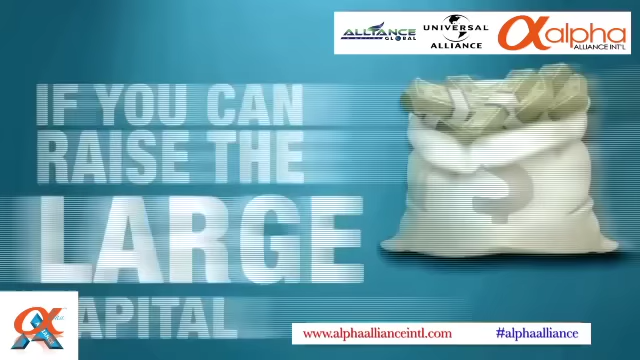 ALLIANCE
GLOBAL
UNIVERSAL
ALLIANCE
alpha
ALLIANCE INT'L
IF YOU CAN
RAISE THE
LARGE
APITAL
$
www.alphaallianceintl.com #alphaalliance